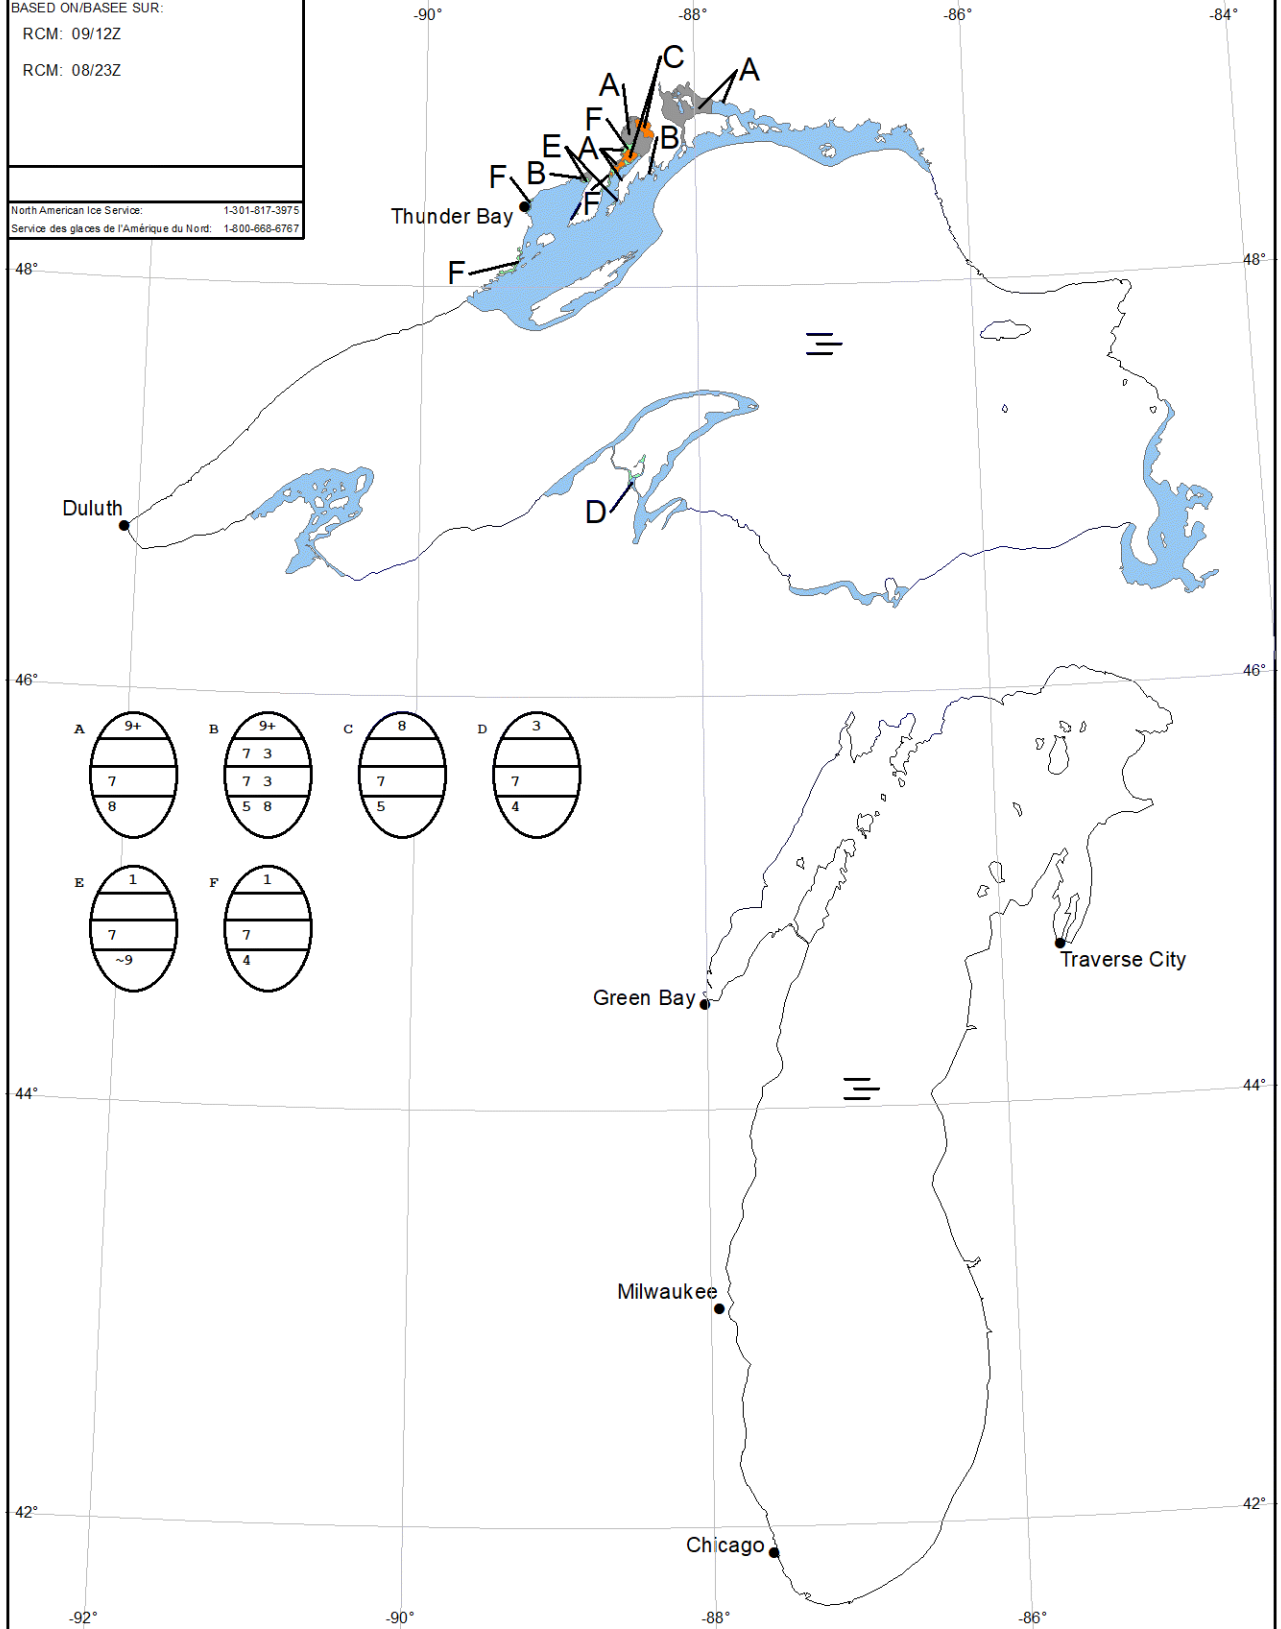 BASED ON/BASEE SUR:
RCM: 09/12Z
RCM: 08/23Z
North American Ice Service: 1-301-817-3975
Service des glaces de l'Amérique du Nord: 1-800-668-6767
-90° -88° -86° -84°
C
A
A
F
B
E A
B
F
F
Thunder Bay
F
48° 48°
Duluth
D
46° 46°
A 9+ B 9+ C 8 D 3
7 3
7 7 3 7 7
8 5 8 5 4
E 1 F 1
7 7
~9 4
Traverse City
Green Bay
44° 44°
Milwaukee
42° 42°
Chicago
-92° -90° -88° -86°